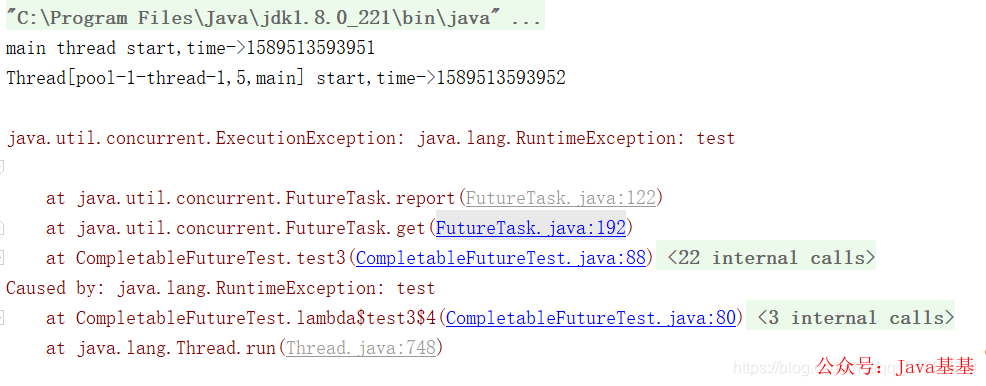 "C:\Program Files\Java\jdk1.8.0_221\bin\java" ...
main thread start,time->1589513593951
Thread[pool-1-thread-1,5,main] start,time->1589513593952
java.util.concurrent.ExecutionException: java.lang.RuntimeException: test
at java.util.concurrent.FutureTask.report(FutureTask.java:122)
at java.util.concurrent.FutureTask.get(FutureTask.java:192)
at CompletableFutureTest.test3(CompletableFutureTest.java:88) <22 internal calls>
Caused by: java.lang.RuntimeException: test
at CompletableFutureTest.lambda$test3$4(CompletableFutureTest.java:80) <3 internal calls>
at java.lang.Thread.run(Thread.java:748)
公众号：Java基基